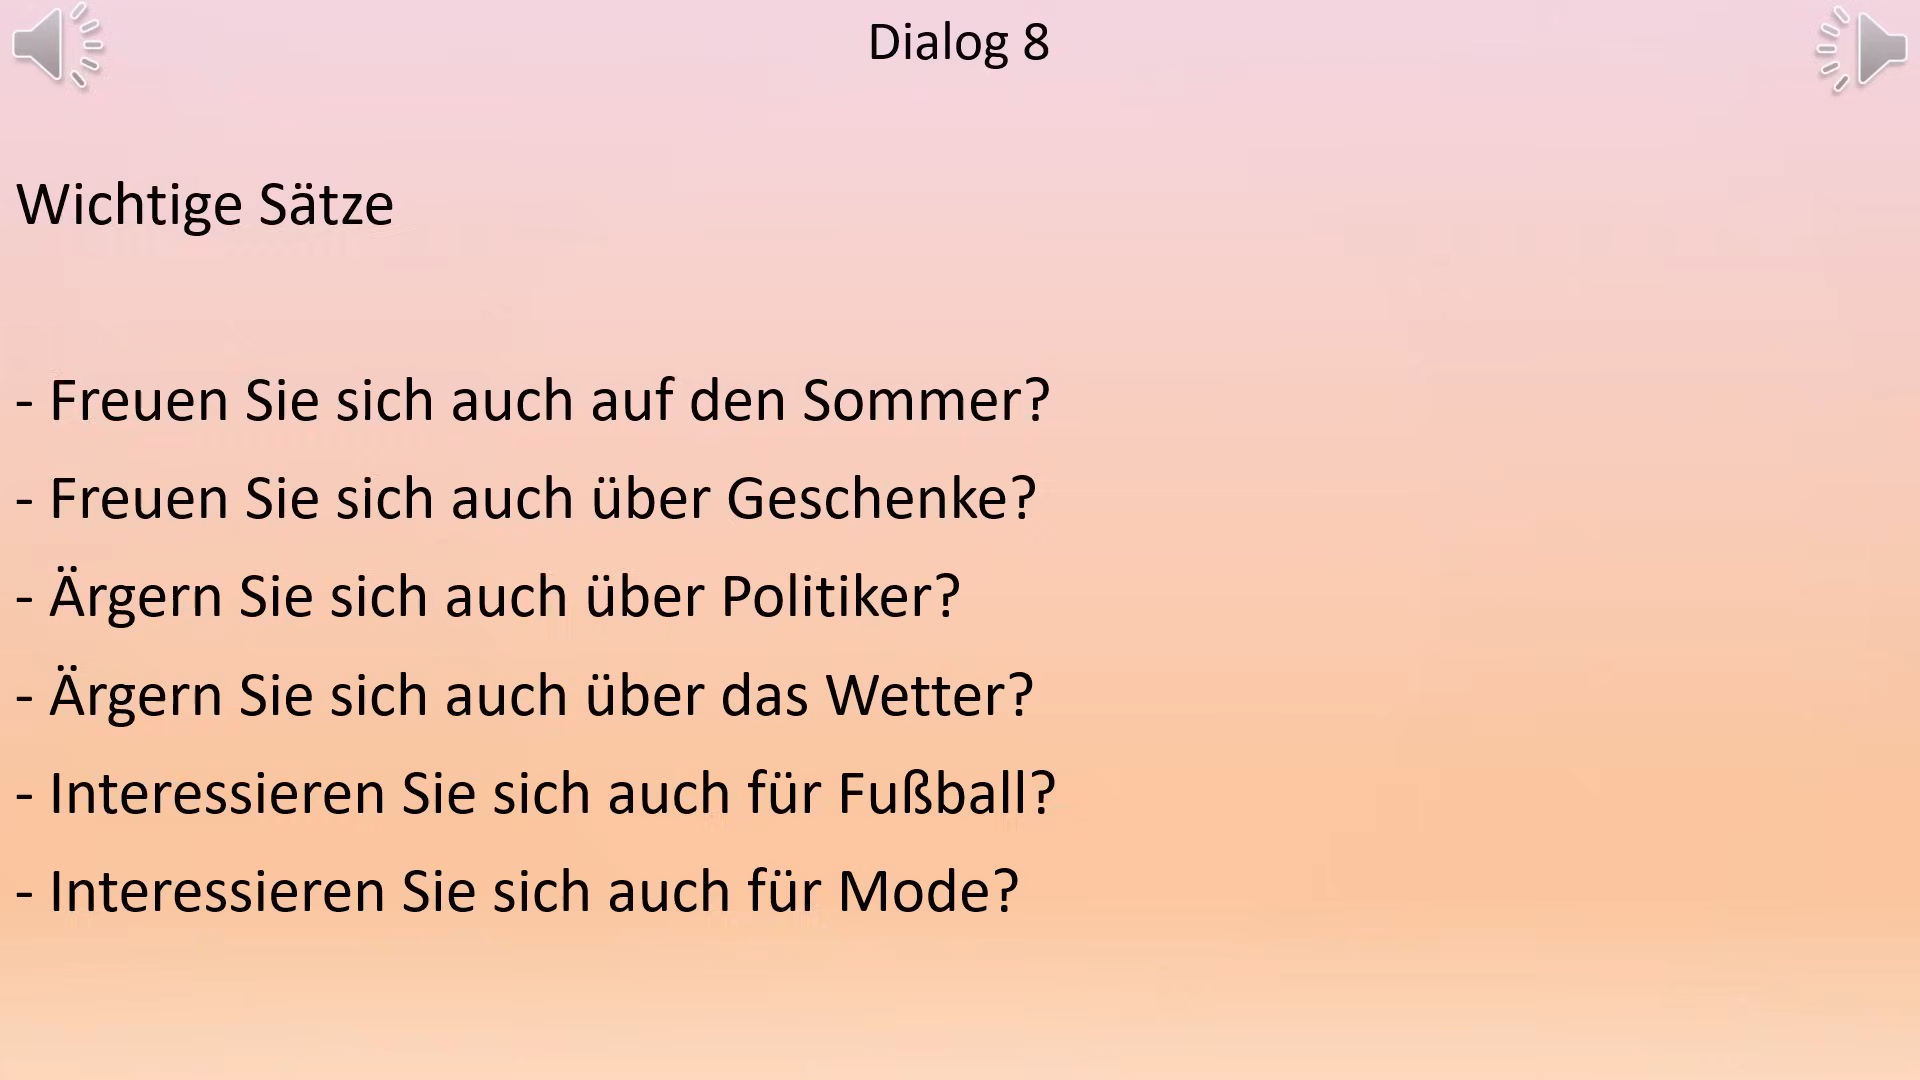 Dialog 8
Wichtige Sätze
- Freuen Sie sich auch auf den Sommer?
- Freuen Sie sich auch über Geschenke?
- Ärgern Sie sich auch über Politiker?
- Ärgern Sie sich auch über das Wetter?
- Interessieren Sie sich auch für Fußball?
- Interessieren Sie sich auch für Mode?